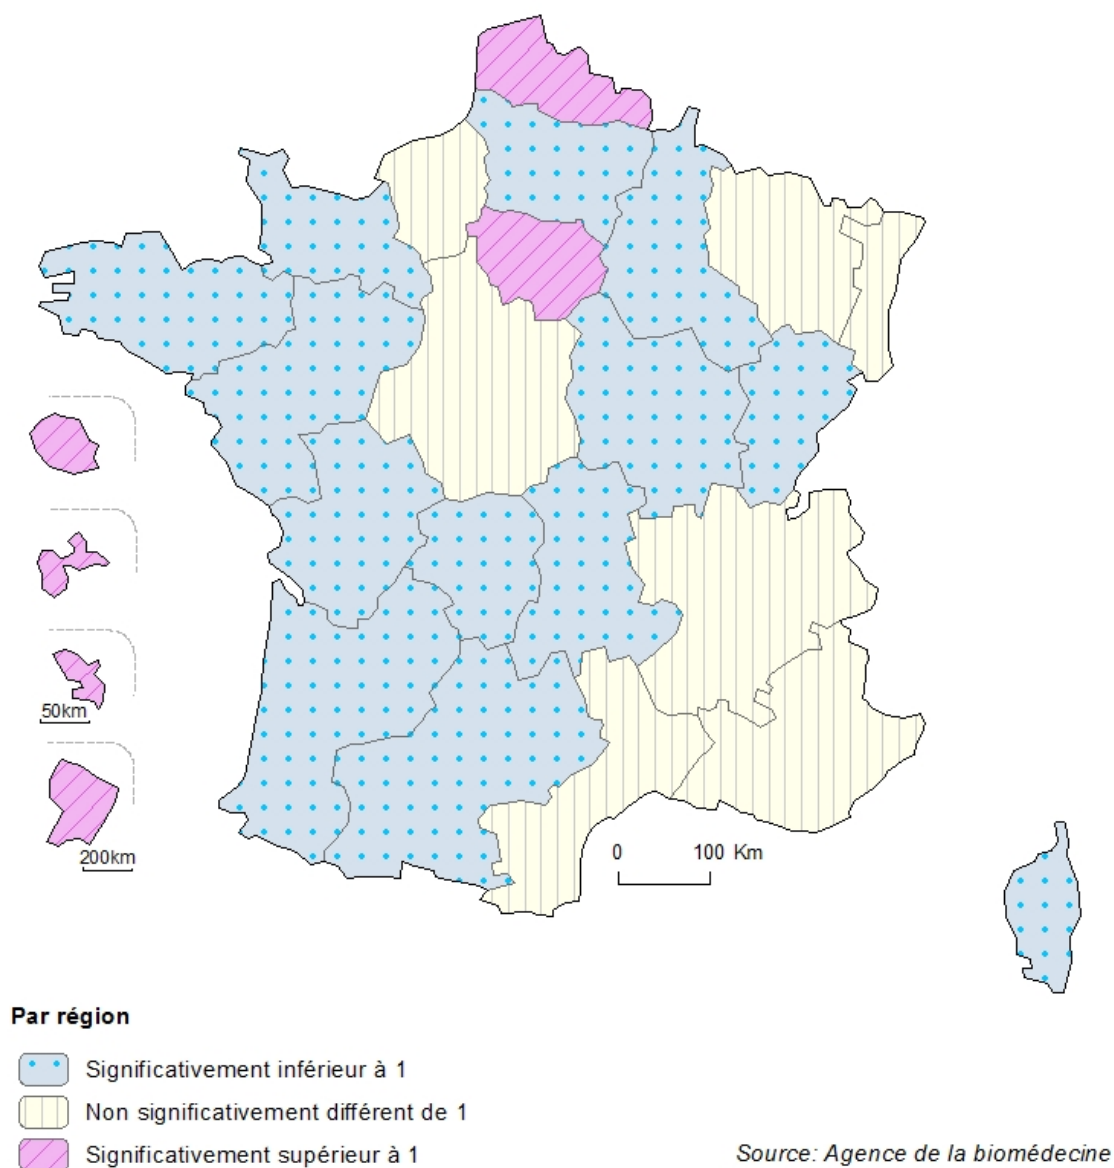 50km
200km
0 100 Km
Par région
Significativement inférieur à 1
Non significativement différent de 1
Significativement supérieur à 1
Source: Agence de la biomédecine